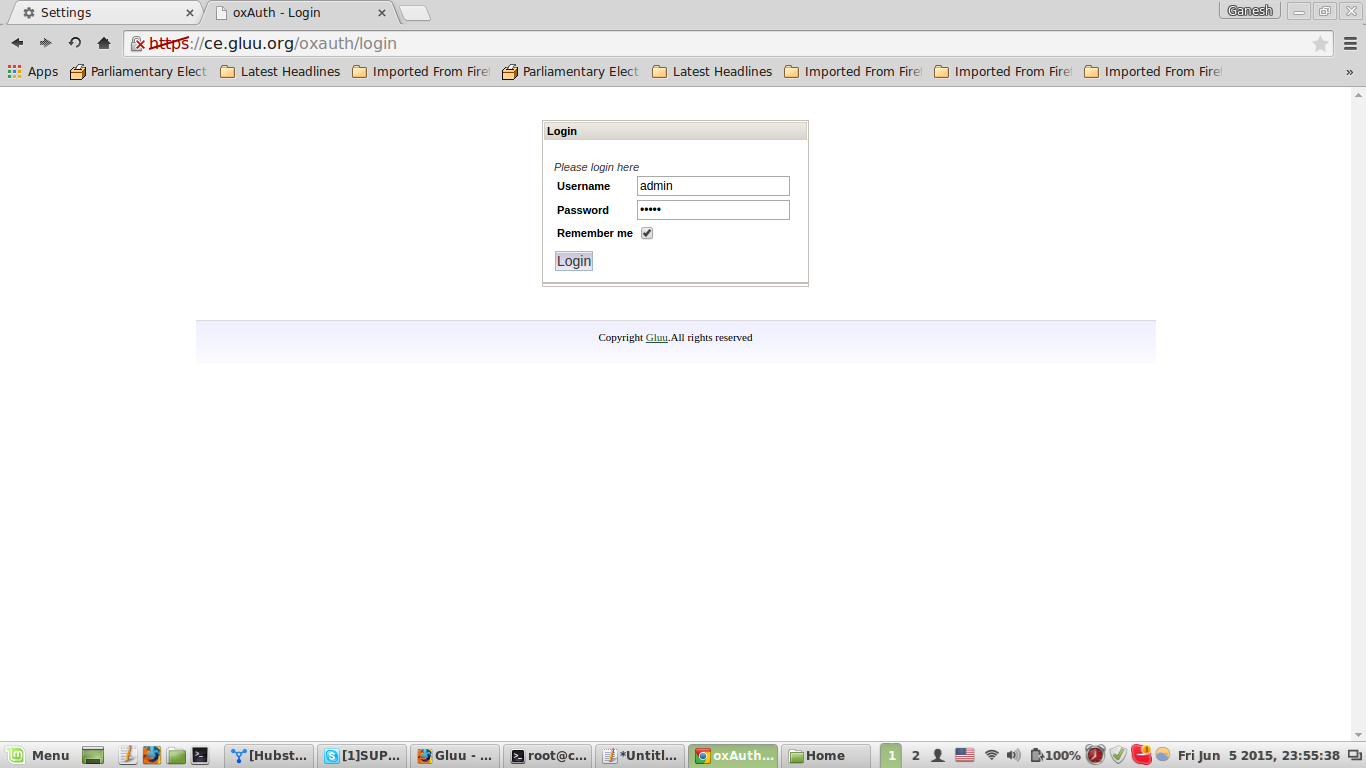 Settings
oxAuth - Login
Ganesh
https://ce.gluu.org/oxauth/login
Apps
Parliamentary Elect
Latest Headlines
Imported From Firef
Parliamentary Elect
Latest Headlines
Imported From Firef
Imported From Firef
Imported From Firef
»
Login
Please login here
Username
admin
Password
•••••
Remember me
Login
Copyright Gluu.All rights reserved
Menu
[Hubst...
[1]SUP...
Gluu - ...
root@c...
*Untitl...
oxAuth...
Home
1
2
100%
Fri Jun 5 2015, 23:55:38